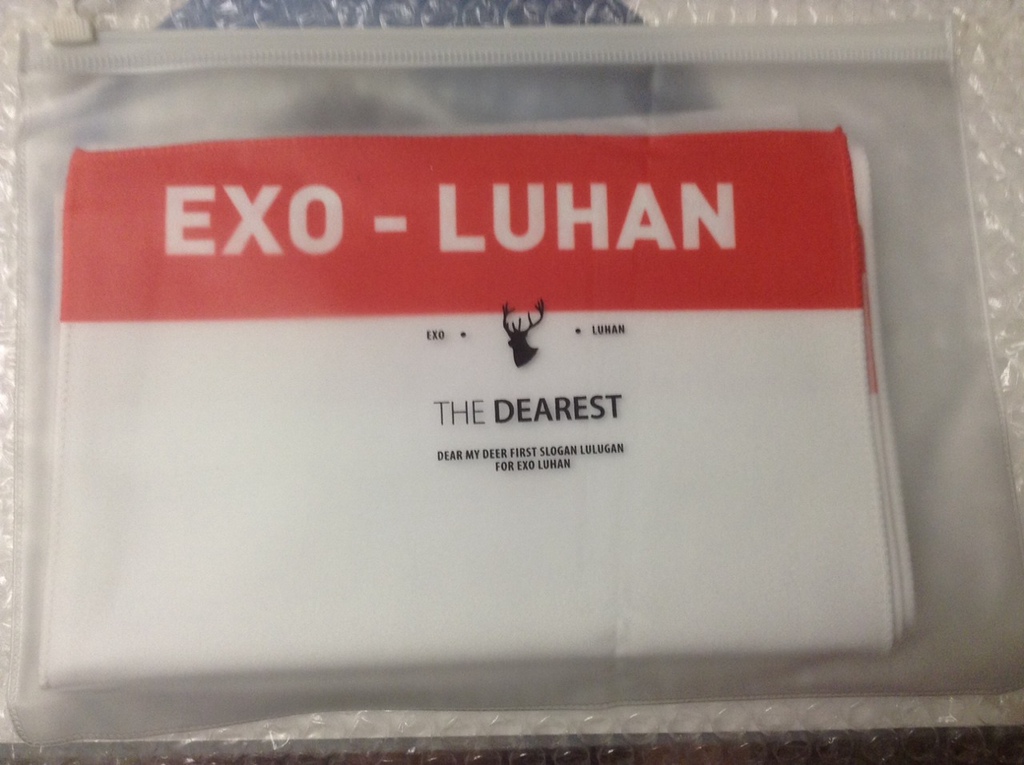 EXO - LUHAN
EXO • • LUHAN
THE DEAREST
DEAR MY DEER FIRST SLOGAN LULUGAN
FOR EXO LUHAN